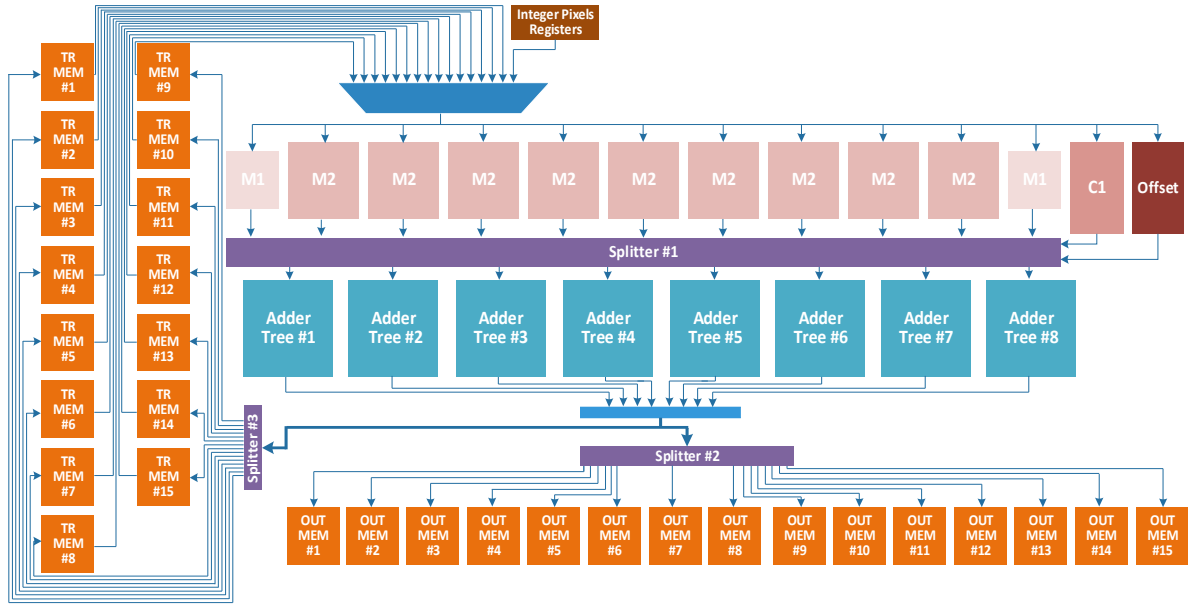 Integer Pixels
Registers
TR
MEM
#1
TR
MEM
#9
TR
MEM
#2
TR
MEM
#10
TR
MEM
#3
TR
MEM
#11
TR
MEM
#4
TR
MEM
#12
TR
MEM
#5
TR
MEM
#13
TR
MEM
#6
TR
MEM
#14
TR
MEM
#7
TR
MEM
#15
TR
MEM
#8
M1
M2
M2
M2
M2
M2
M2
M2
M2
M2
M1
C1
Offset
Splitter #1
Adder
Tree #1
Adder
Tree #2
Adder
Tree #3
Adder
Tree #4
Adder
Tree #5
Adder
Tree #6
Adder
Tree #7
Adder
Tree #8
Splitter #3
Splitter #2
OUT
MEM
#1
OUT
MEM
#2
OUT
MEM
#3
OUT
MEM
#4
OUT
MEM
#5
OUT
MEM
#6
OUT
MEM
#7
OUT
MEM
#8
OUT
MEM
#9
OUT
MEM
#10
OUT
MEM
#11
OUT
MEM
#12
OUT
MEM
#13
OUT
MEM
#14
OUT
MEM
#15